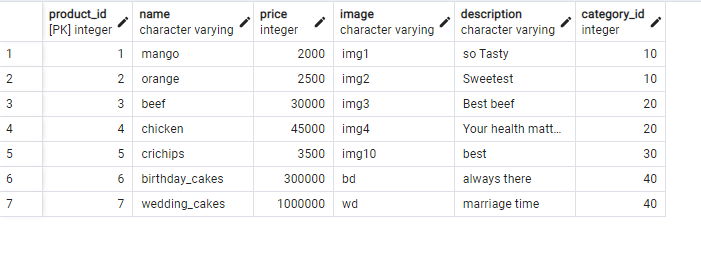 product_id name price image description category_id
[PK] integer character varying integer character varying character varying integer
1 1 mango 2000 img1 so Tasty 10
2 2 orange 2500 img2 Sweetest 10
3 3 beef 30000 img3 Best beef 20
4 4 chicken 45000 img4 Your health matt... 20
5 5 crichips 3500 img10 best 30
6 6 birthday_cakes 300000 bd always there 40
7 7 wedding_cakes 1000000 wd marriage time 40